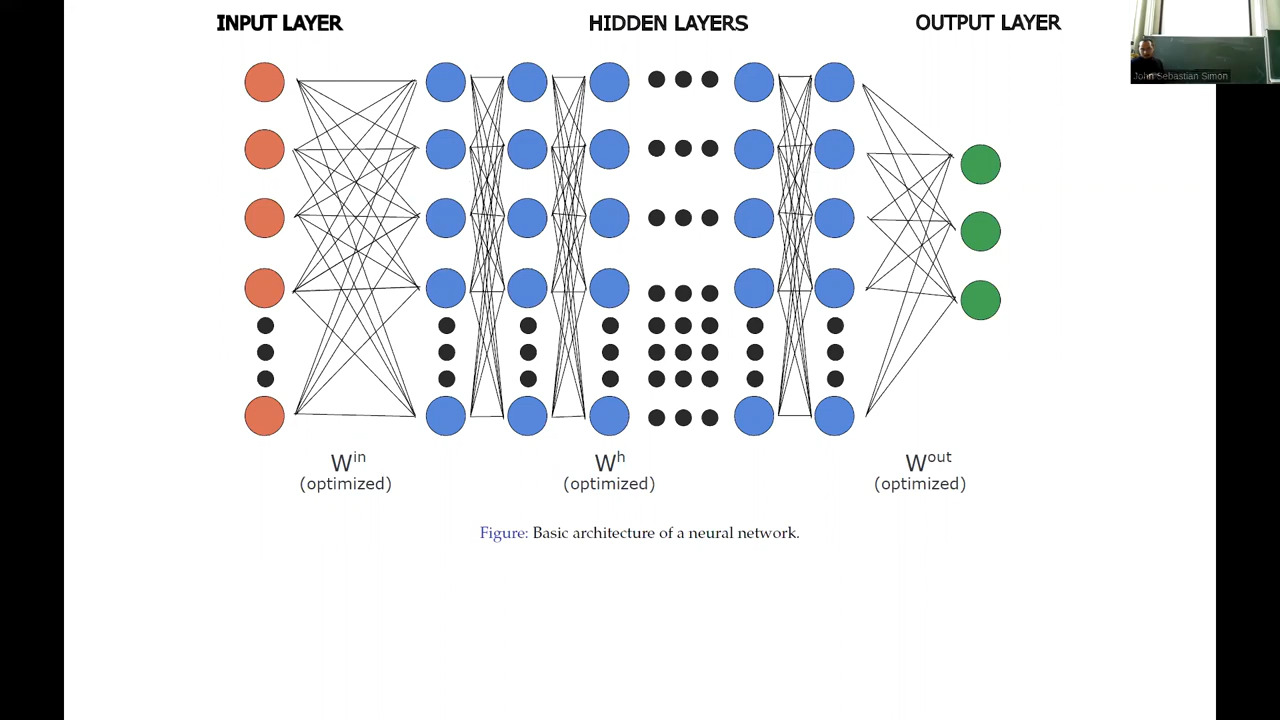 INPUT LAYER
HIDDEN LAYERS
OUTPUT LAYER
John Sebastian Simon
W^in
(optimized)
W^h
(optimized)
W^out
(optimized)
Figure: Basic architecture of a neural network.